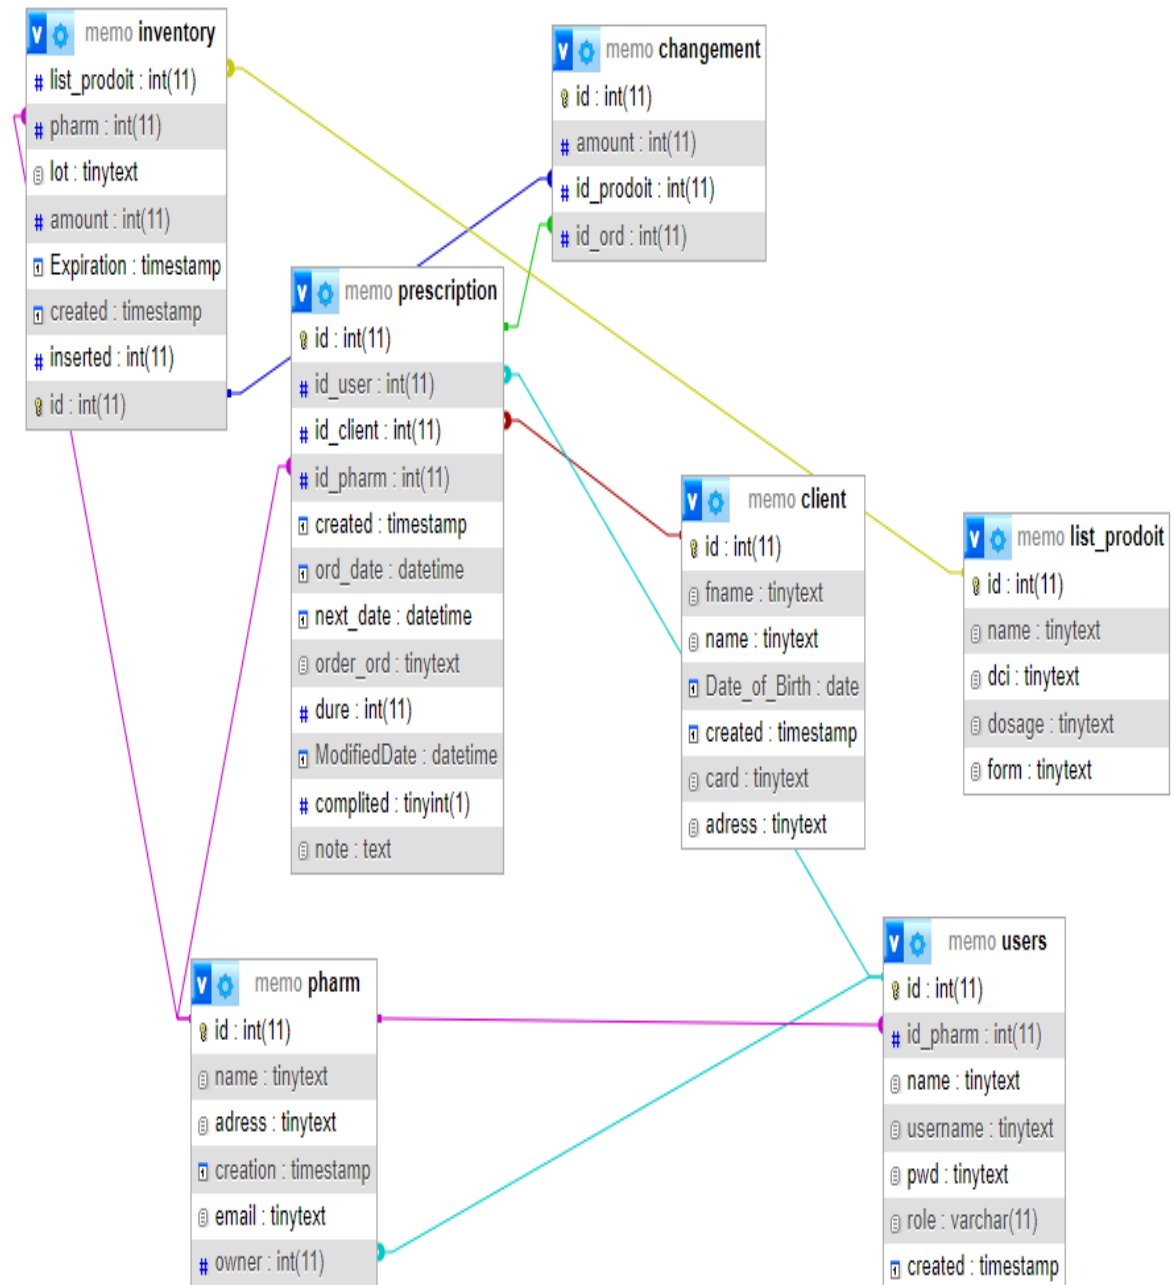 memo inventory
list_prodoit : int(11)
pharm : int(11)
lot : tinytext
amount : int(11)
Expiration : timestamp
created : timestamp
inserted : int(11)
id : int(11)
memo changement
id : int(11)
amount : int(11)
id_prodoit : int(11)
id_ord : int(11)
memo prescription
id : int(11)
id_user : int(11)
id_client : int(11)
id_pharm : int(11)
created : timestamp
ord_date : datetime
next_date : datetime
order_ord : tinytext
dure : int(11)
ModifiedDate : datetime
complited : tinyint(1)
note : text
memo client
id : int(11)
fname : tinytext
name : tinytext
Date_of_Birth : date
created : timestamp
card : tinytext
adress : tinytext
memo list_prodoit
id : int(11)
name : tinytext
dci : tinytext
dosage : tinytext
form : tinytext
memo pharm
id : int(11)
name : tinytext
adress : tinytext
creation : timestamp
email : tinytext
owner : int(11)
memo users
id : int(11)
id_pharm : int(11)
name : tinytext
username : tinytext
pwd : tinytext
role : varchar(11)
created : timestamp